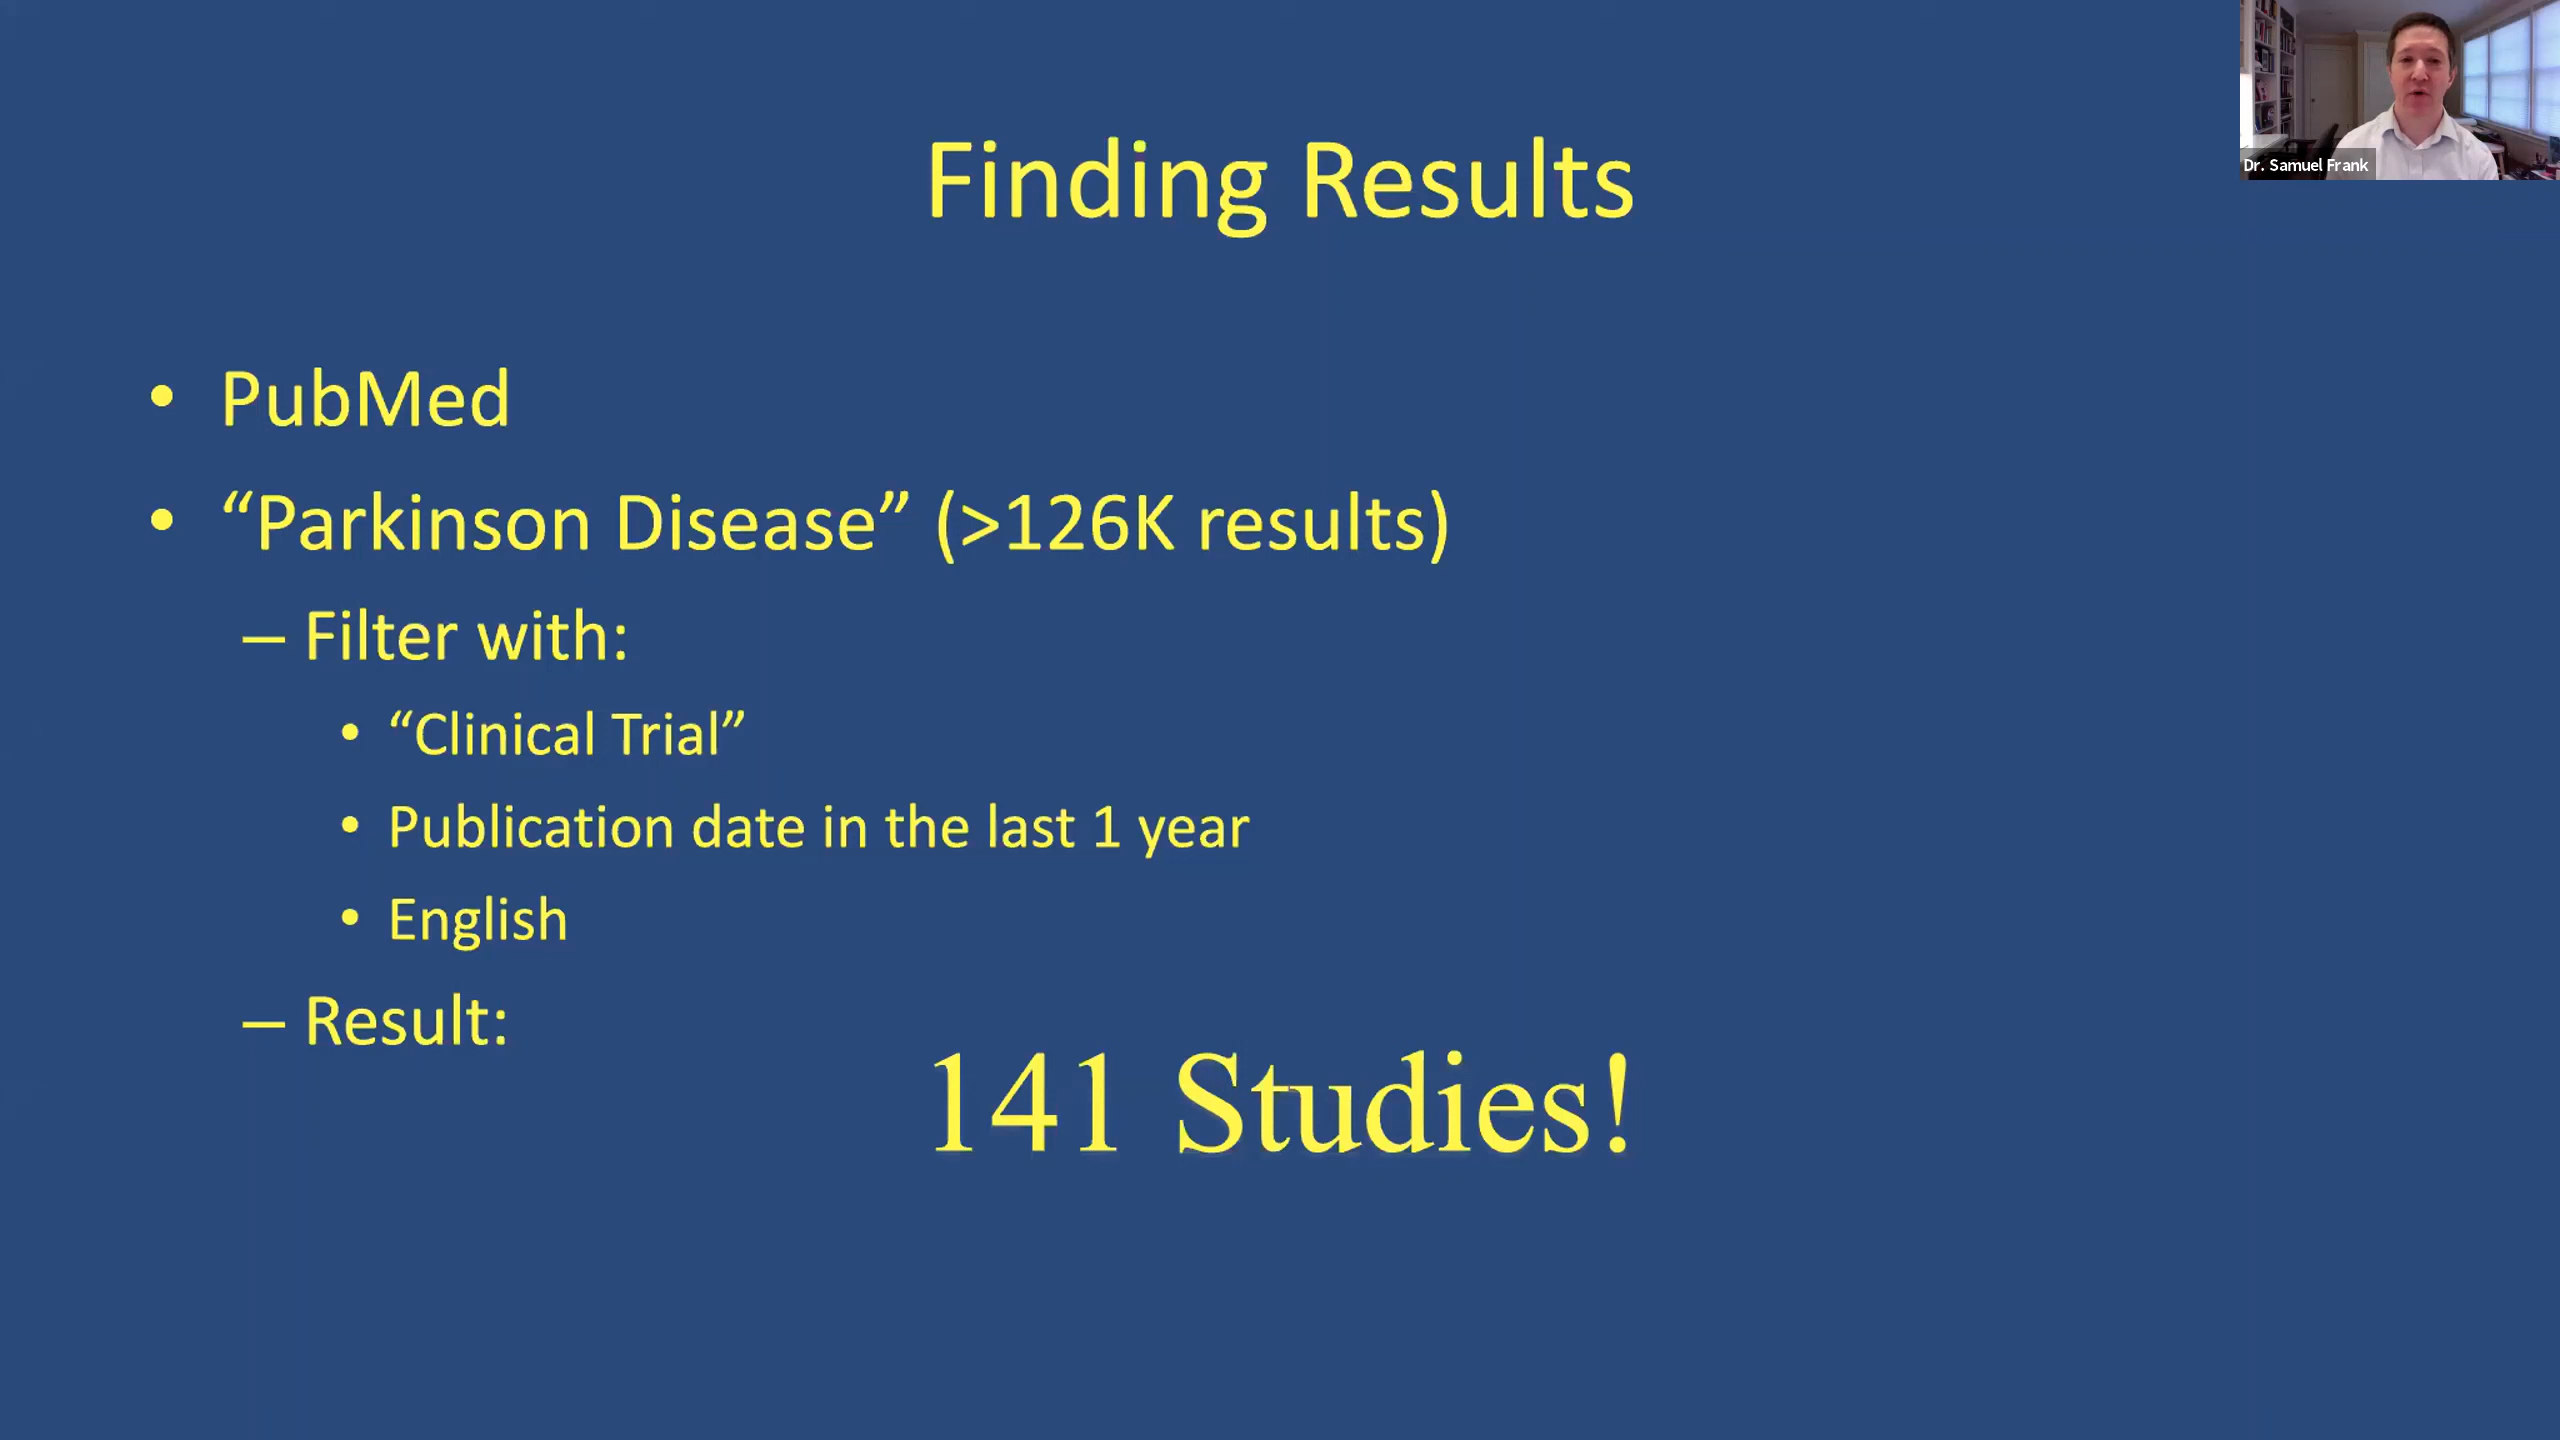 Finding Results
Dr. Samuel Frank
• PubMed
• “Parkinson Disease” (>126K results)
– Filter with:
• “Clinical Trial”
• Publication date in the last 1 year
• English
– Result:
141 Studies!